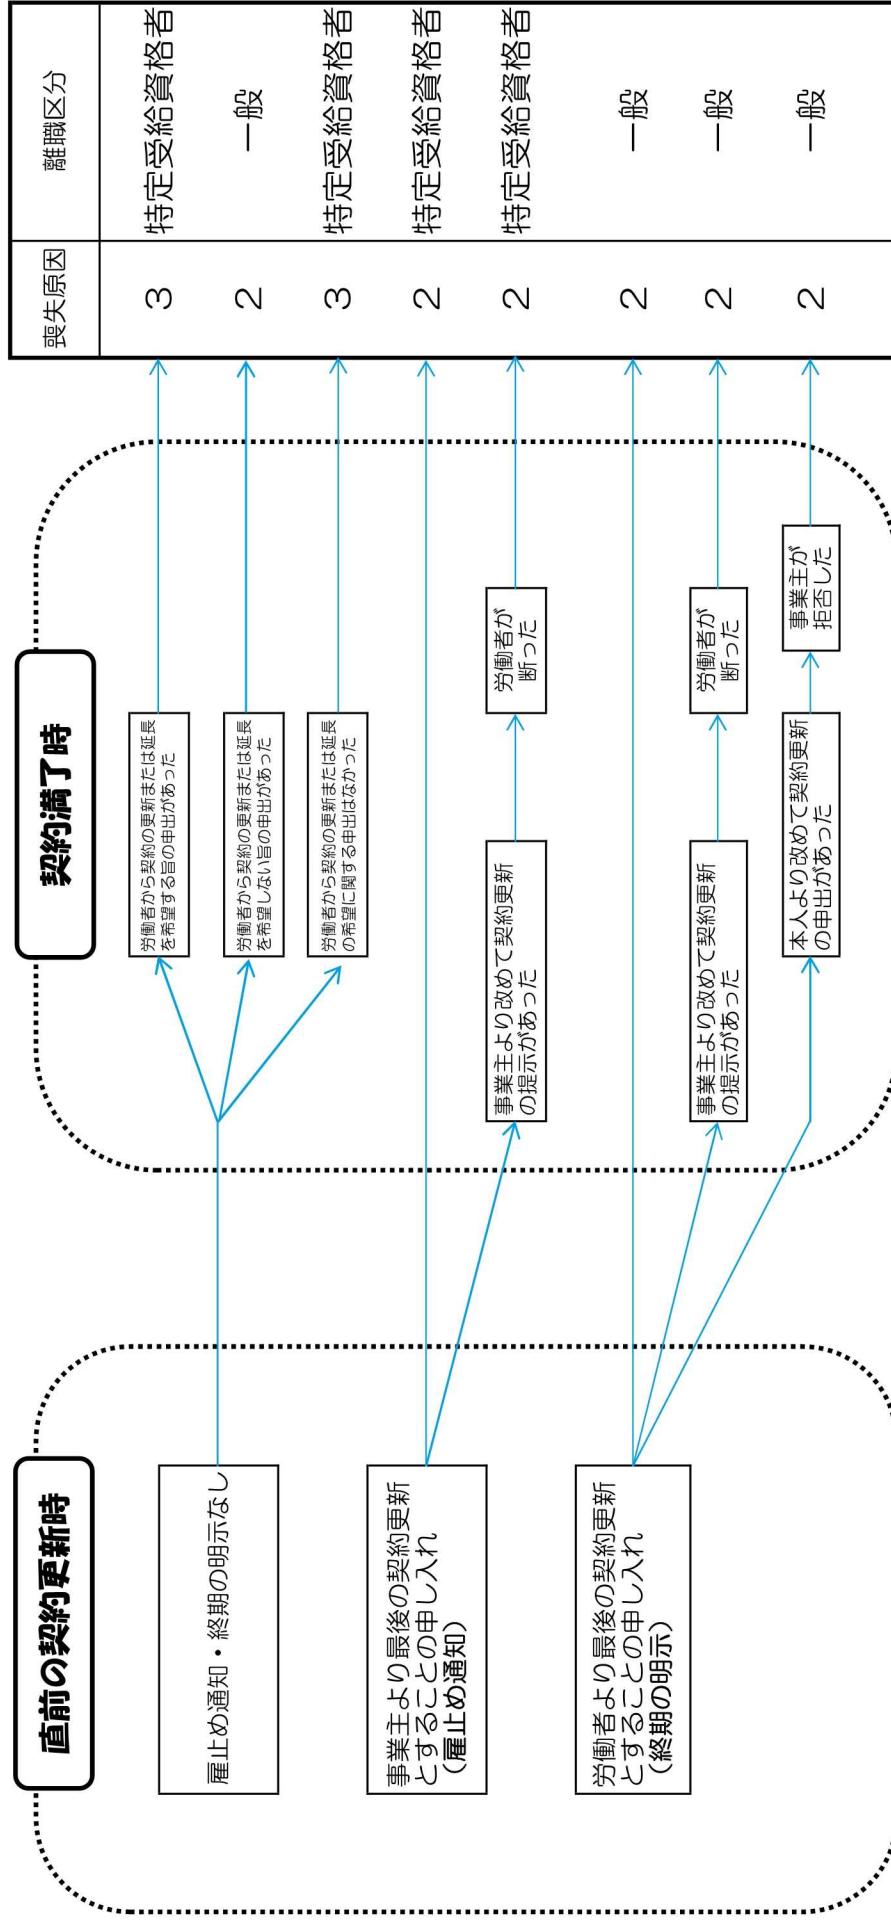 直前の契約更新時
雇止め通知・終期の明示なし
事業主より最後の契約更新
とすることの申し入れ
(雇止め通知)
労働者より最後の契約更新
とすることの申し入れ
(終期の明示)
契約満了時
労働者から契約の更新または延長
を希望する旨の申出があった
労働者から契約の更新または延長
を希望しない旨の申出があった
労働者から契約の更新または延長
の希望に関する申出はなかった
事業主より改めて契約更新
の提示があった
労働者が
断った
事業主より改めて契約更新
の提示があった
労働者が
断った
本人より改めて契約更新
の申出があった
事業主が
拒否した
喪失原因 離職区分
3 特定受給資格者
2 一般
3 特定受給資格者
2 特定受給資格者
2 特定受給資格者
2 一般
2 一般
2 一般